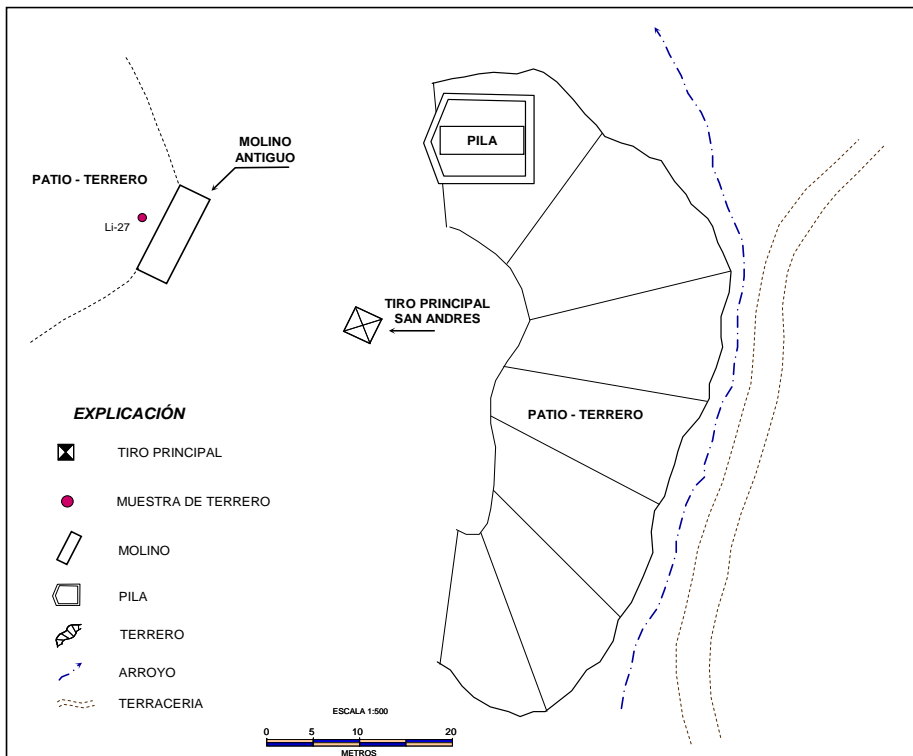 MOLINO
ANTIGUO
PILA
PATIO - TERRERO
Li-27
TIRO PRINCIPAL
SAN ANDRES
PATIO - TERRERO
EXPLICACIÓN
TIRO PRINCIPAL
MUESTRA DE TERRERO
MOLINO
PILA
TERRERO
ARROYO
TERRACERIA
ESCALA 1:500
0 5 10 20
METROS